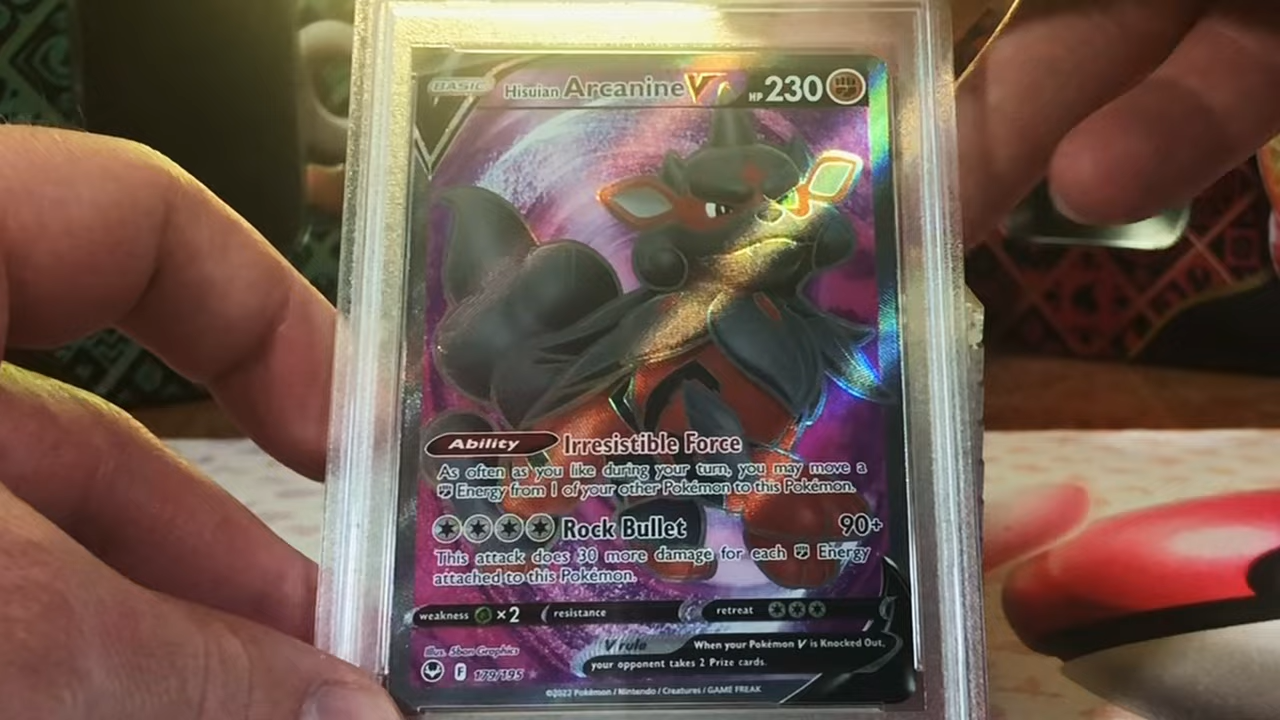 BASIC Hisuian Arcanine V HP 230
Ability Irresistible Force
As often as you like during your turn, you may move a
Energy from 1 of your other Pokémon to this Pokémon.
Rock Bullet 90+
This attack does 30 more damage for each Energy
attached to this Pokémon.
weakness ×2 resistance retreat
V rule When your Pokémon V is Knocked Out,
your opponent takes 2 Prize cards.
Illus. 5ban Graphics
F 179/195
©2022 Pokémon / Nintendo / Creatures / GAME FREAK